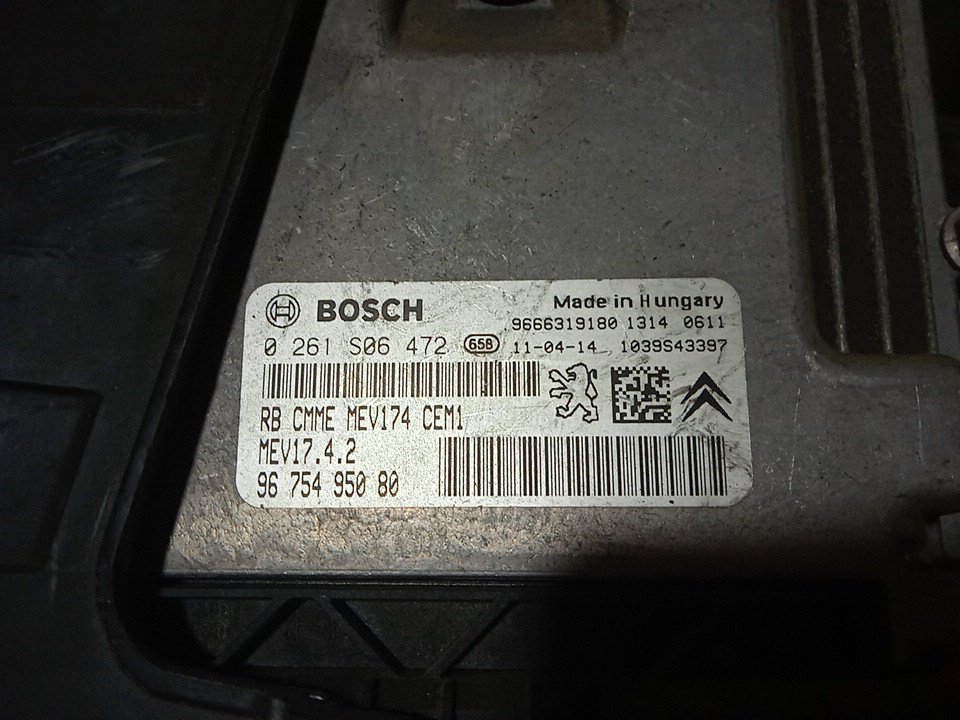 BOSCH
Made in Hungary
9666319180 1314 0611
0 261 S06 472 65B 11-04-14 1039S43397
RB CMME MEV174 CEM1
MEV17.4.2
96 754 950 80